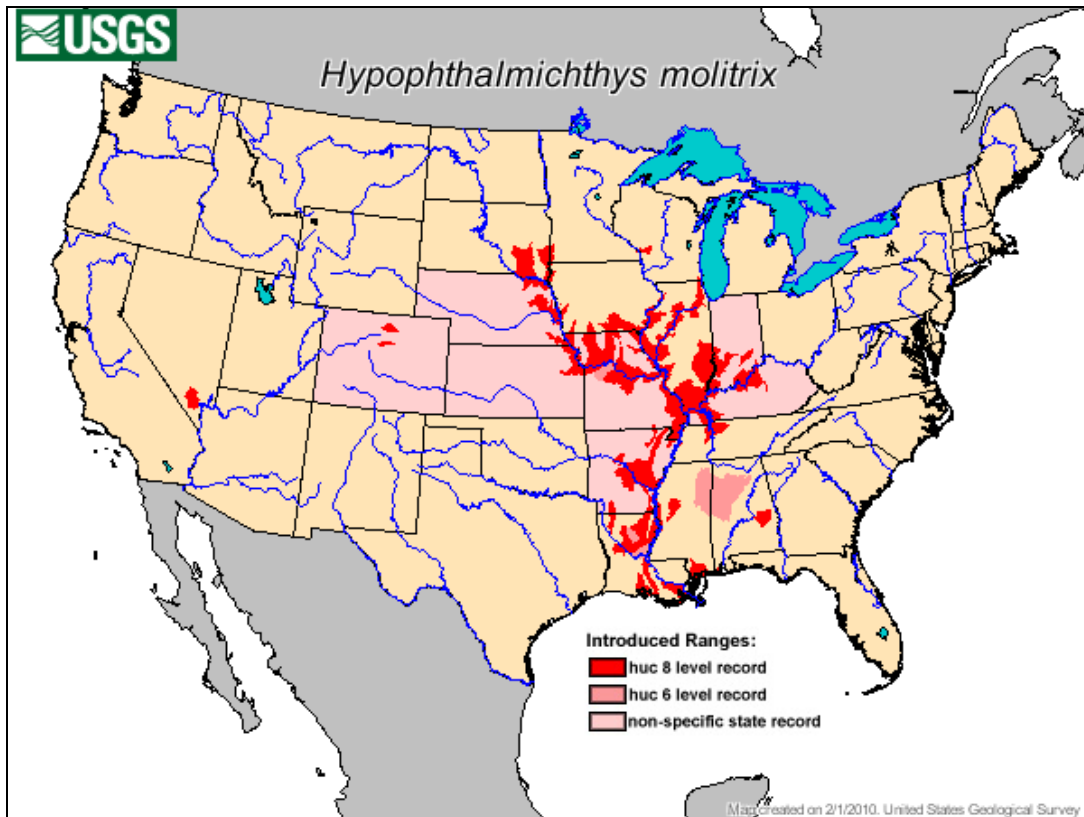 USGS
Hypophthalmichthys molitrix
Introduced Ranges:
huc 8 level record
huc 6 level record
non-specific state record
Map created on 2/1/2010. United States Geological Survey